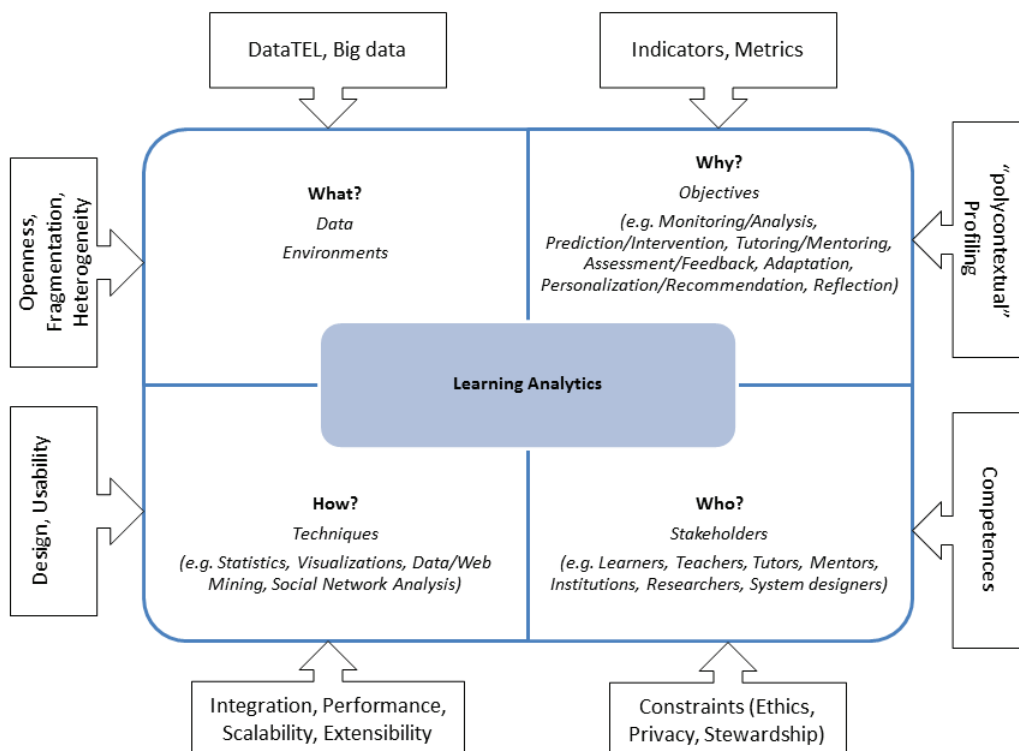 DataTEL, Big data
Indicators, Metrics
Openness,
Fragmentation,
Heterogeneity
What?
Data
Environments
Why?
Objectives
(e.g. Monitoring/Analysis,
Prediction/Intervention, Tutoring/Mentoring,
Assessment/Feedback, Adaptation,
Personalization/Recommendation, Reflection)
“polycontextual”
Profiling
Learning Analytics
Design, Usability
How?
Techniques
(e.g. Statistics, Visualizations, Data/Web
Mining, Social Network Analysis)
Who?
Stakeholders
(e.g. Learners, Teachers, Tutors, Mentors,
Institutions, Researchers, System designers)
Competences
Integration, Performance,
Scalability, Extensibility
Constraints (Ethics,
Privacy, Stewardship)